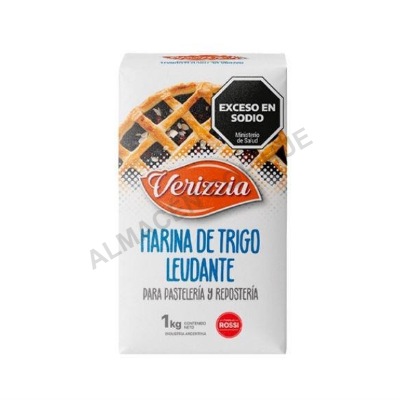 EXCESO EN
SODIO
Ministerio
de Salud
Verizzia
HARINA DE TRIGO
LEUDANTE
PARA PASTELERÍA Y REPOSTERÍA
1kg
CONTENIDO
NETO
INDUSTRIA ARGENTINA
ROSSI